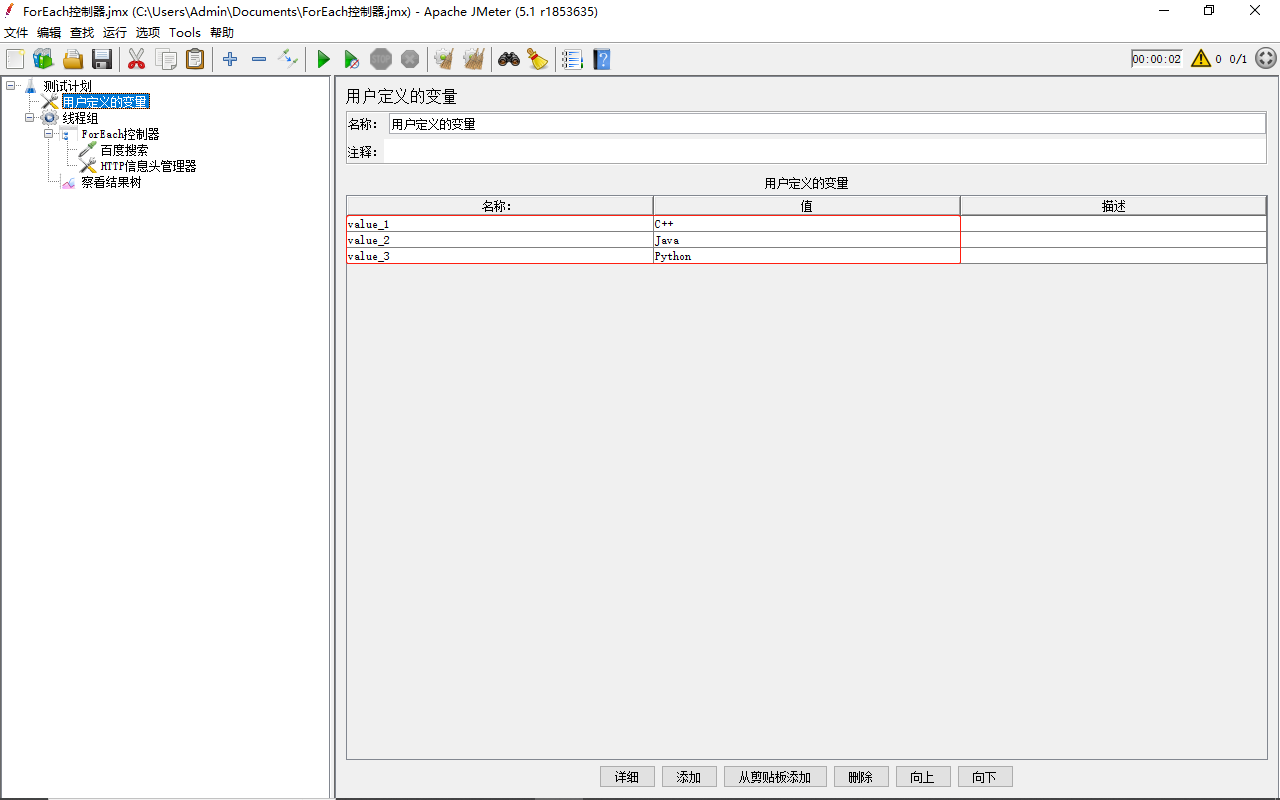 ForEach控制器.jmx (C:\Users\Admin\Documents\ForEach控制器.jmx) - Apache JMeter (5.1 r1853635)
文件 编辑 查找 运行 选项 Tools 帮助
STOP
00:00:02 0 0/1
测试计划
用户定义的变量
线程组
ForEach控制器
百度搜索
HTTP信息头管理器
察看结果树
用户定义的变量
名称： 用户定义的变量
注释：
用户定义的变量
名称: 值 描述
value_1 C++
value_2 Java
value_3 Python
详细 添加 从剪贴板添加 删除 向上 向下